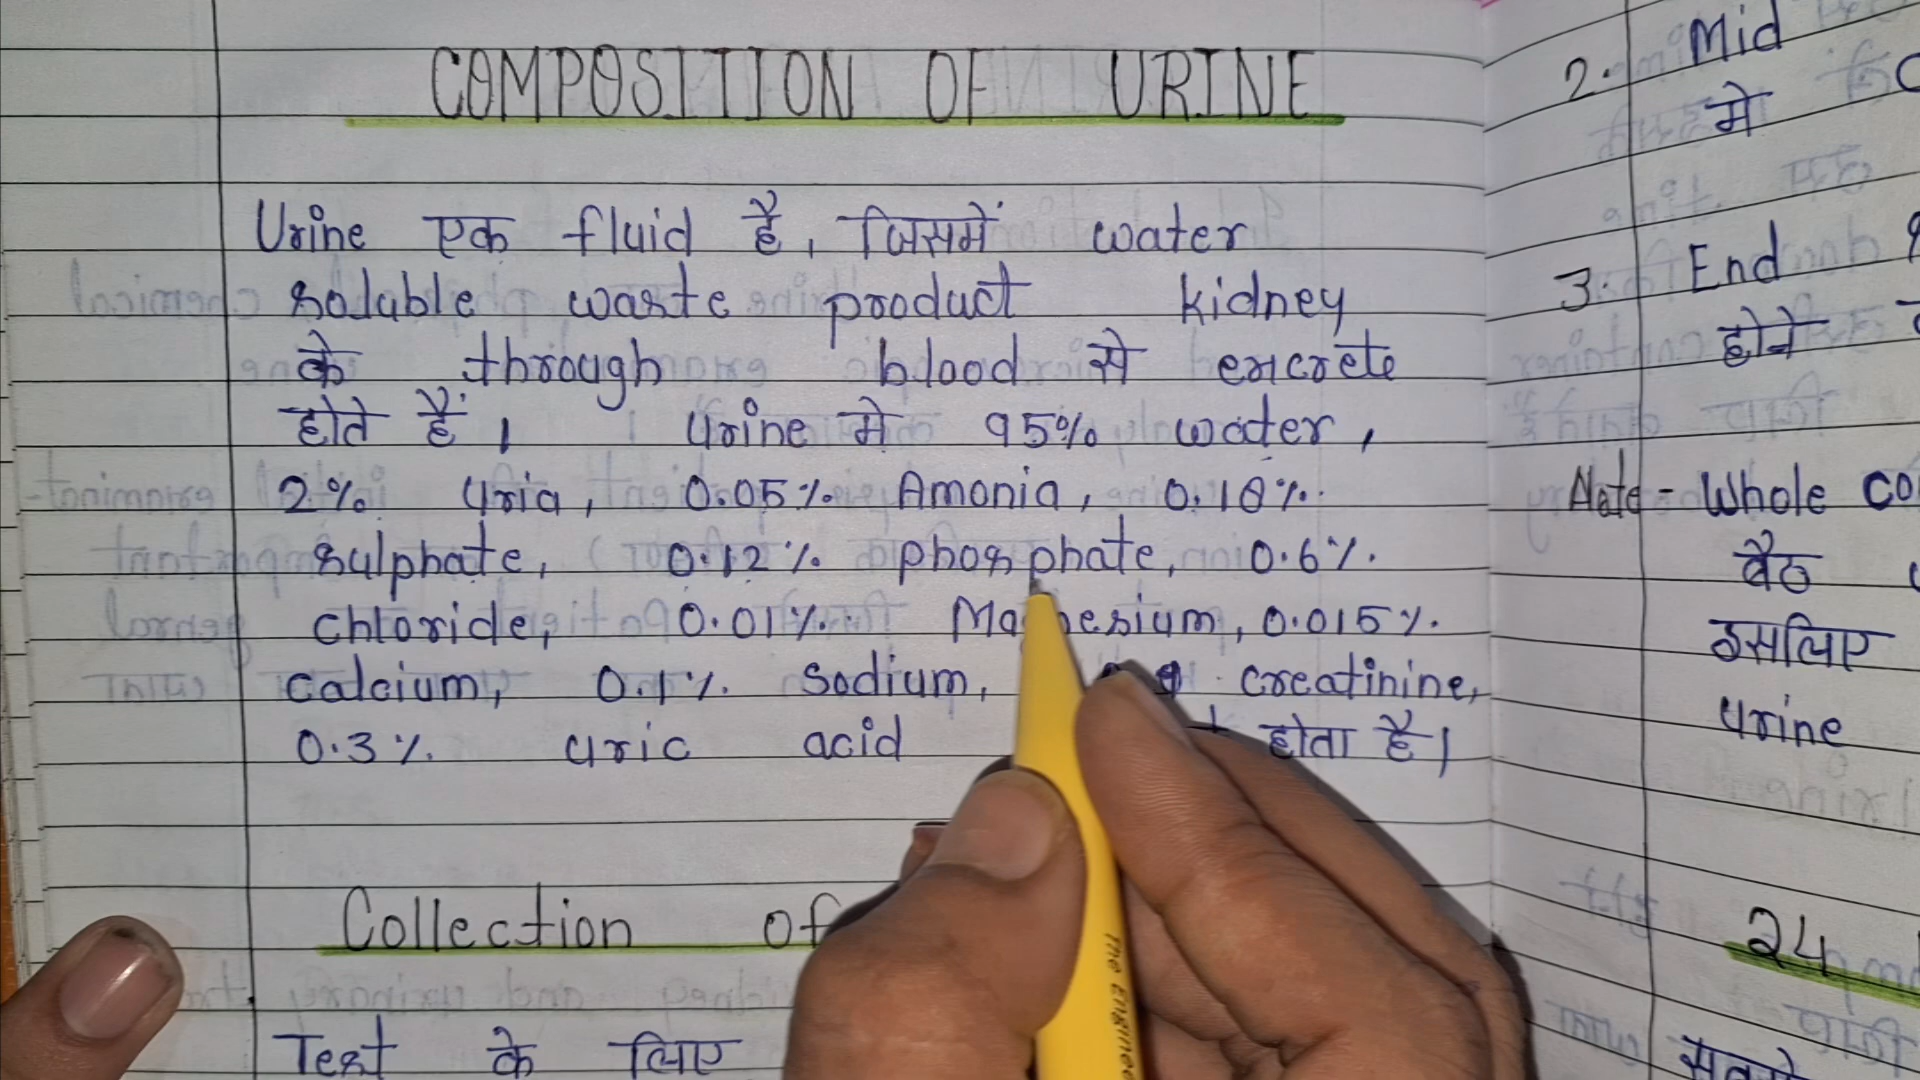 COMPOSITION OF URINE
Urine एक fluid है, जिसमें water
soluble waste product kidney
के through blood से excrete
होते हैं। Urine मे 95% water,
2% Uria, 0.05% Amonia, 0.18%
sulphate, 0.12% phosphate, 0.6%
chloride, 0.01% Magnesium, 0.015%
calcium, 0.1% Sodium, creatinine,
0.3% uric acid होता है।
Collection of
Test के लिए
2. Mid
मे
3. End
होने
Note - Whole
बैठ
इसलिए
Urine
24